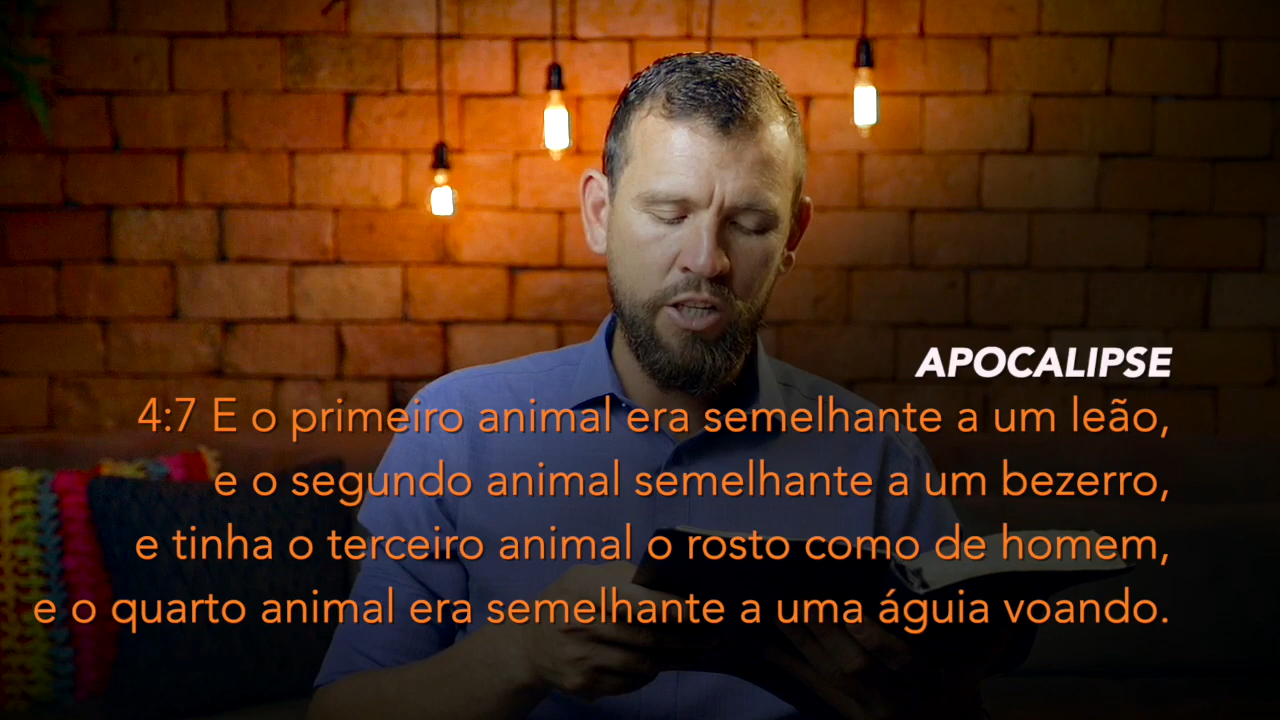 APOCALIPSE
4:7 E o primeiro animal era semelhante a um leão,
e o segundo animal semelhante a um bezerro,
e tinha o terceiro animal o rosto como de homem,
e o quarto animal era semelhante a uma águia voando.